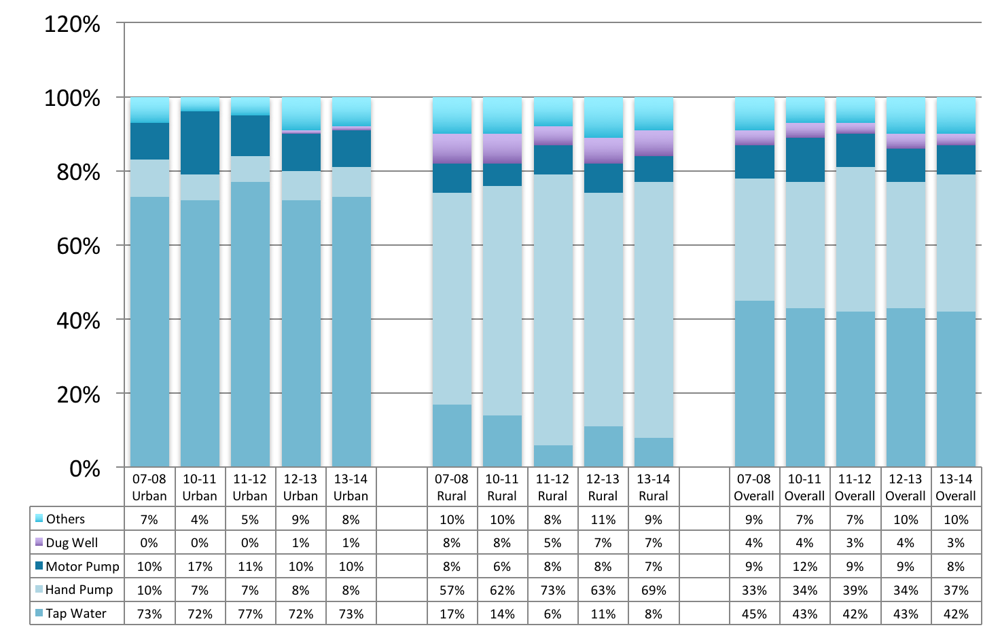 120%
100%
80%
60%
40%
20%
0%
07-08 10-11 11-12 12-13 13-14 07-08 10-11 11-12 12-13 13-14 07-08 10-11 11-12 12-13 13-14
Urban Urban Urban Urban Urban Rural Rural Rural Rural Rural Overall Overall Overall Overall Overall
Others 7% 4% 5% 9% 8% 10% 10% 8% 11% 9% 9% 7% 7% 10% 10%
Dug Well 0% 0% 0% 1% 1% 8% 8% 5% 7% 7% 4% 4% 3% 4% 3%
Motor Pump 10% 17% 11% 10% 10% 8% 6% 8% 8% 7% 9% 12% 9% 9% 8%
Hand Pump 10% 7% 7% 8% 8% 57% 62% 73% 63% 69% 33% 34% 39% 34% 37%
Tap Water 73% 72% 77% 72% 73% 17% 14% 6% 11% 8% 45% 43% 42% 43% 42%